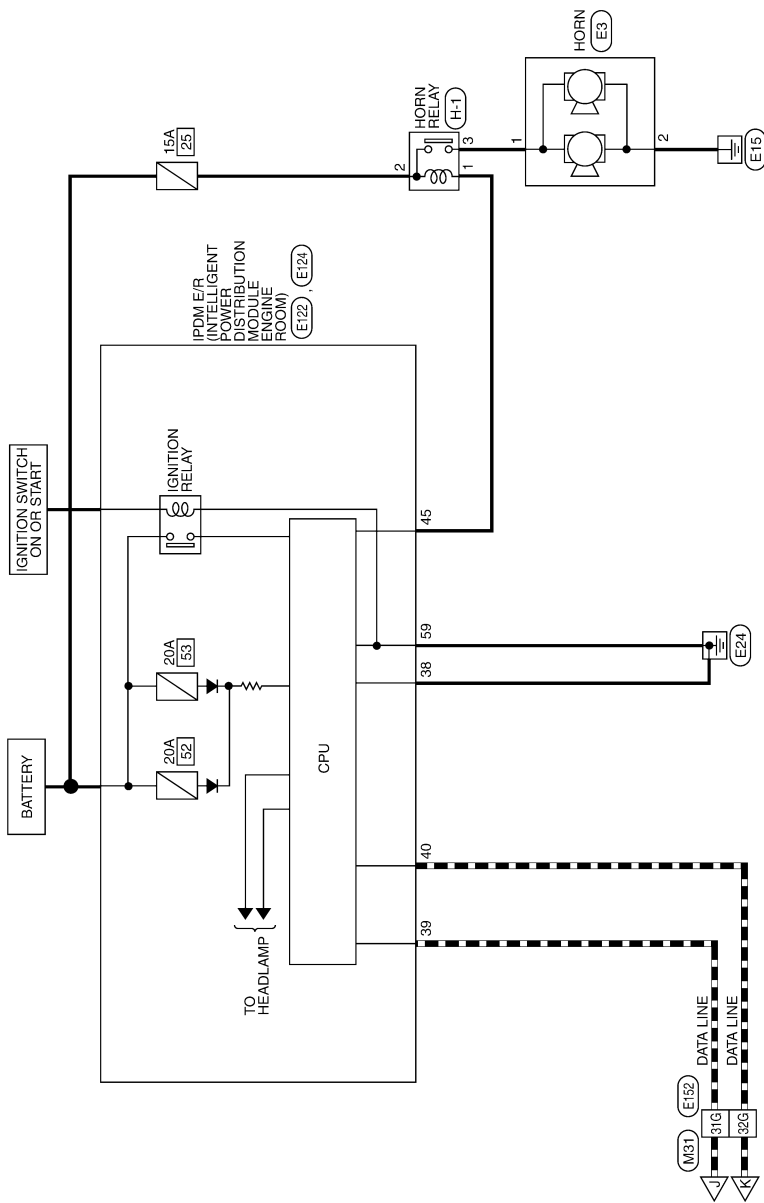 BATTERY
IGNITION SWITCH
ON OR START
20A
52
20A
53
IGNITION
RELAY
IPDM E/R
(INTELLIGENT
POWER
DISTRIBUTION
MODULE
ENGINE
ROOM)
E122 , E124
15A
25
TO
HEADLAMP
CPU
39
40
38
59
45
2
HORN
RELAY
H-1
1
3
HORN
E3
1
2
E15
E24
DATA LINE
DATA LINE
M31
E152
31G
32G
J
K